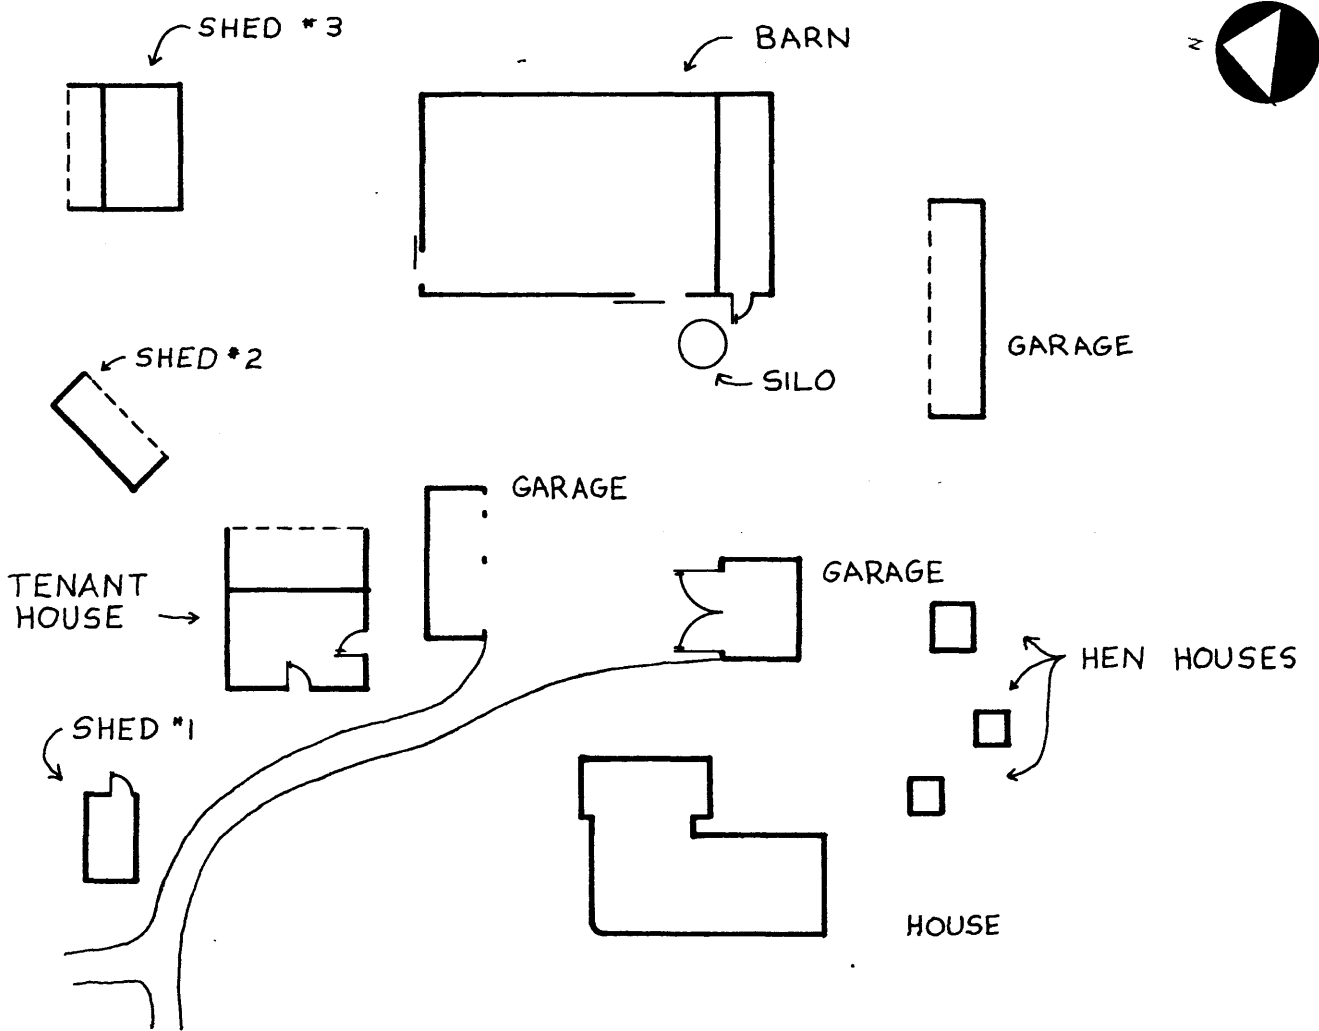 SHED #3
BARN
N
GARAGE
SHED #2
SILO
GARAGE
GARAGE
TENANT
HOUSE
HEN HOUSES
SHED #1
HOUSE